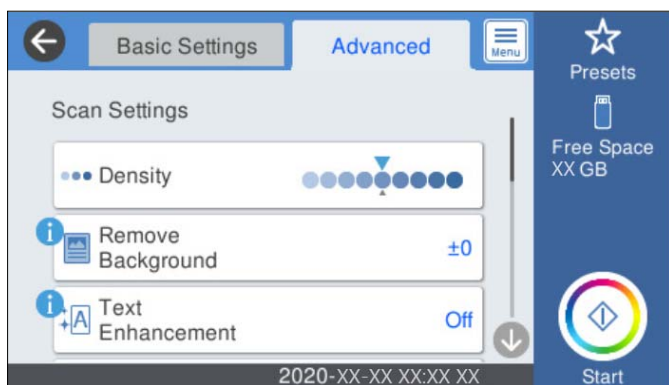 Basic Settings
Advanced
Menu
Presets
Scan Settings
Free Space
XX GB
Density
Remove
Background
±0
A
Text
Enhancement
Off
2020-XX-XX XX:XX XX
Start